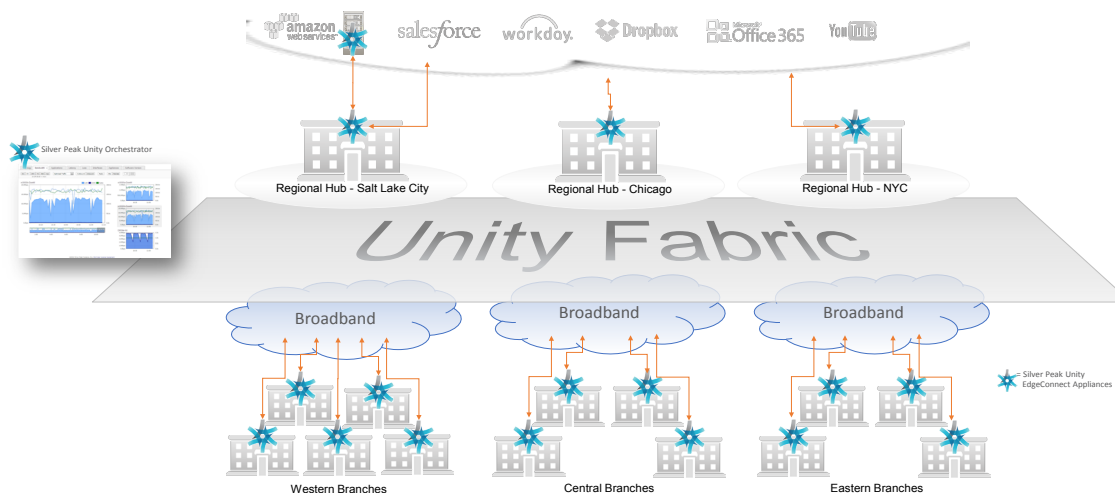 amazon
webservices
salesforce
workday.
Dropbox
Microsoft
Office 365
YouTube
Silver Peak Unity Orchestrator
Regional Hub - Salt Lake City
Regional Hub - Chicago
Regional Hub - NYC
Unity Fabric
Broadband
Broadband
Broadband
= Silver Peak Unity
EdgeConnect Appliances
Western Branches
Central Branches
Eastern Branches